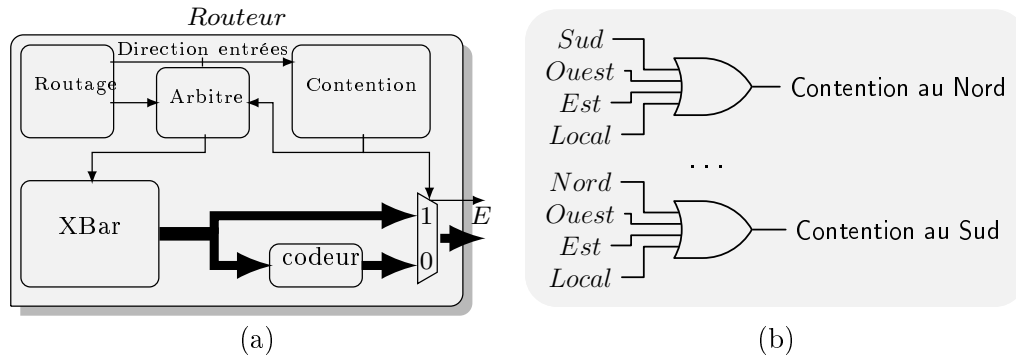 Routeur
Direction entrées
Routage
Arbitre
Contention
XBar
codeur
1
0
E
(a)
Sud
Ouest
Est
Local
Contention au Nord
...
Nord
Ouest
Est
Local
Contention au Sud
(b)